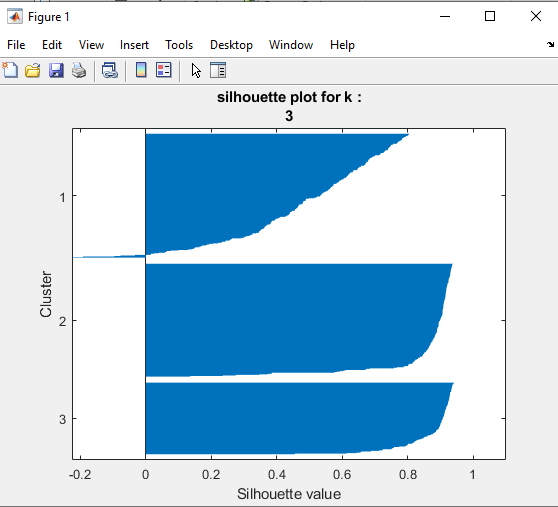 Figure 1
File Edit View Insert Tools Desktop Window Help
silhouette plot for k :
3
1
2
3
Cluster
-0.2 0 0.2 0.4 0.6 0.8 1
Silhouette value